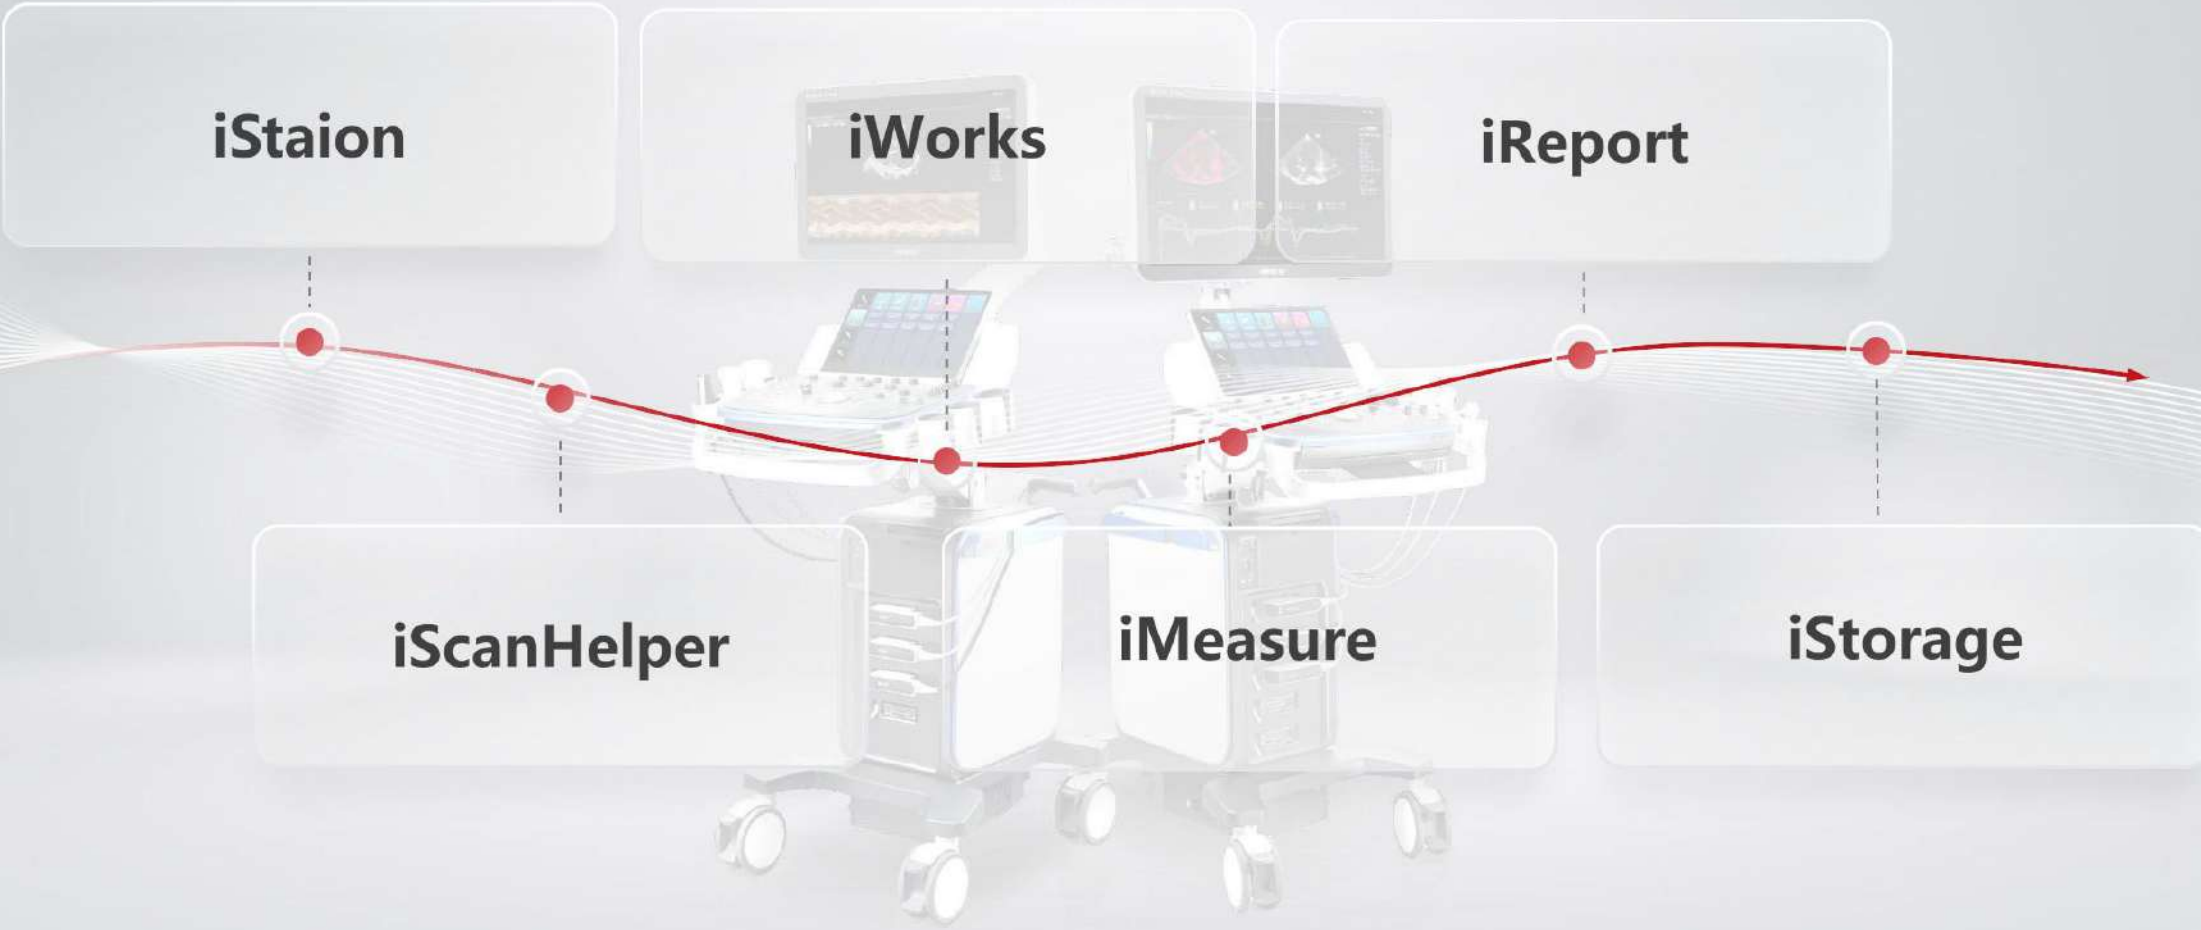 iStaion
iWorks
iReport
iScanHelper
iMeasure
iStorage